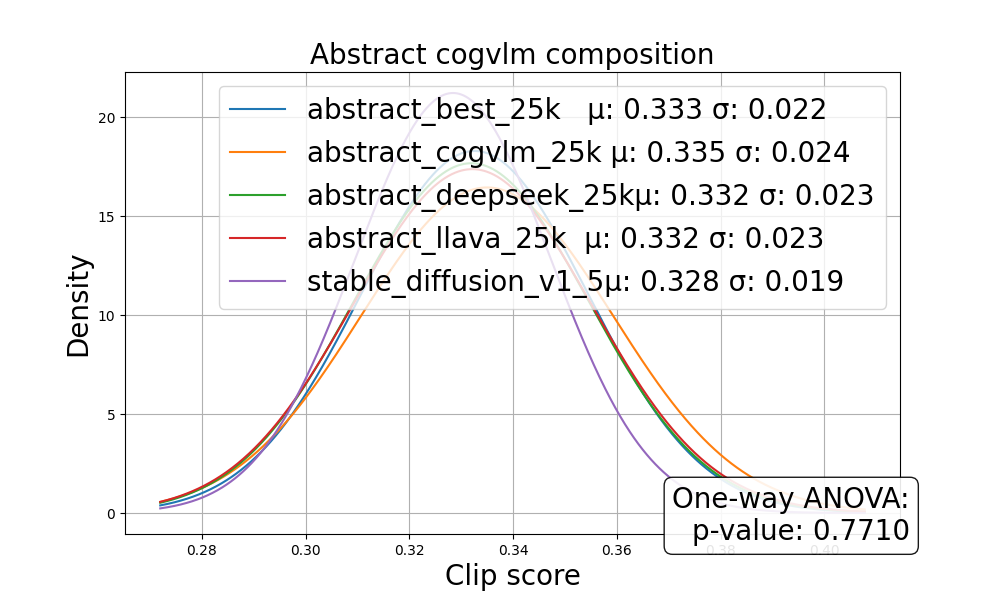 Abstract cogvlm composition
abstract_best_25k μ: 0.333 σ: 0.022
abstract_cogvlm_25k μ: 0.335 σ: 0.024
abstract_deepseek_25kμ: 0.332 σ: 0.023
abstract_llava_25k μ: 0.332 σ: 0.023
stable_diffusion_v1_5μ: 0.328 σ: 0.019
20
15
10
5
0
Density
One-way ANOVA:
p-value: 0.7710
0.28 0.30 0.32 0.34 0.36 0.38 0.40
Clip score